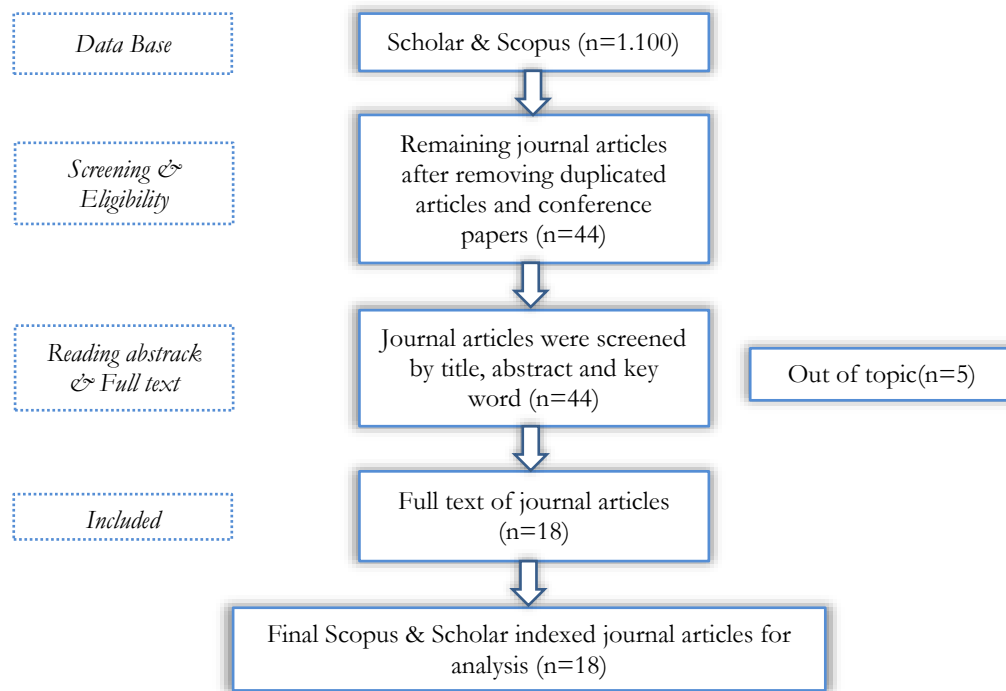 Data Base
Scholar & Scopus (n=1.100)
Screening &
Eligibility
Remaining journal articles
after removing duplicated
articles and conference
papers (n=44)
Reading abstrack
& Full text
Journal articles were screened
by title, abstract and key
word (n=44)
Out of topic(n=5)
Included
Full text of journal articles
(n=18)
Final Scopus & Scholar indexed journal articles for
analysis (n=18)